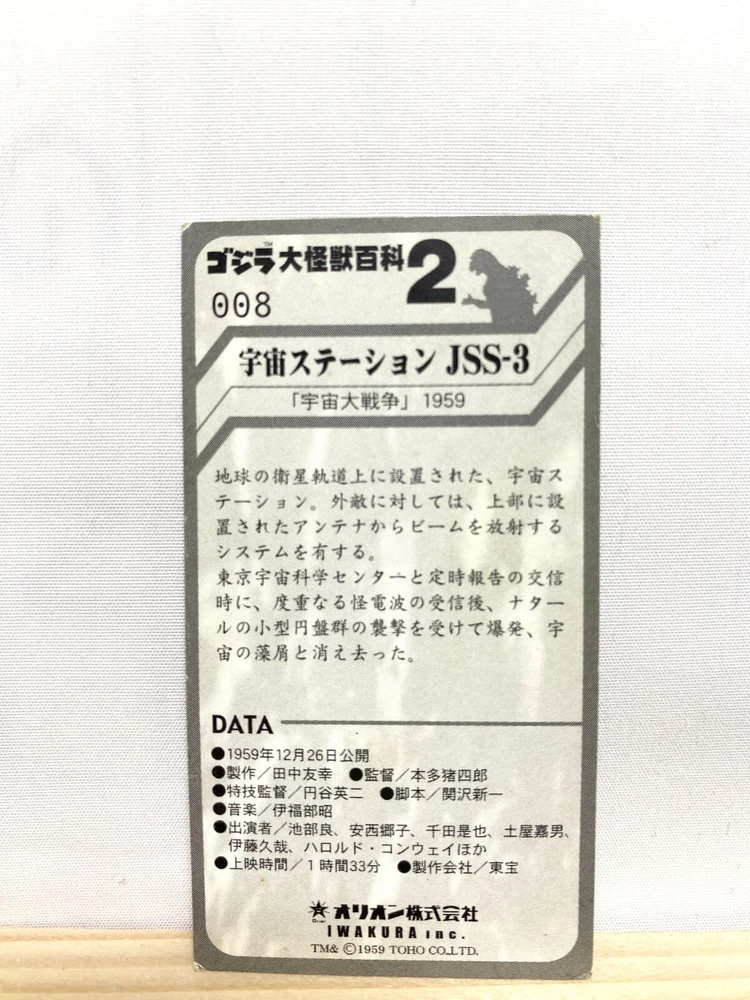 ゴジラ™大怪獣百科2
008
宇宙ステーション JSS-3
「宇宙大戦争」1959
地球の衛星軌道上に設置された、宇宙ス
テーション。外敵に対しては、上部に設
置されたアンテナからビームを放射する
システムを有する。
東京宇宙科学センターと定時報告の交信
時に、度重なる怪電波の受信後、ナター
ルの小型円盤群の襲撃を受けて爆発、宇
宙の藻屑と消え去った。
DATA
●1959年12月26日公開
●製作／田中友幸 ●監督／本多猪四郎
●特技監督／円谷英二 ●脚本／関沢新一
●音楽／伊福部昭
●出演者／池部良、安西郷子、千田是也、土屋嘉男、
伊藤久哉、ハロルド・コンウェイほか
●上映時間／1時間33分 ●製作会社／東宝
オリオン株式会社
IWAKURA inc.
TM& ©1959 TOHO CO.,LTD.